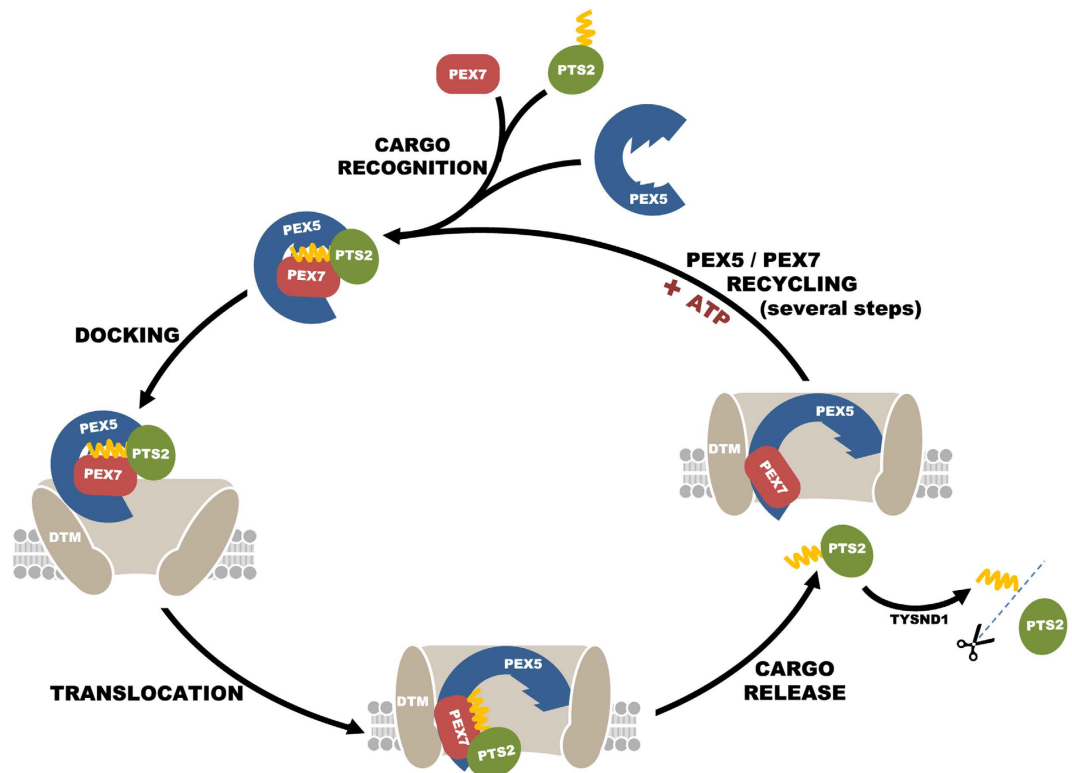 PEX7
PTS2
CARGO
RECOGNITION
PEX5
PEX5
PTS2
PEX7
PEX5 / PEX7
RECYCLING
+ ATP
(several steps)
DOCKING
PEX5
PTS2
PEX7
DTM
PEX5
DTM
PEX7
PTS2
TYSND1
PTS2
TRANSLOCATION
PEX5
DTM
PEX7
PTS2
CARGO
RELEASE